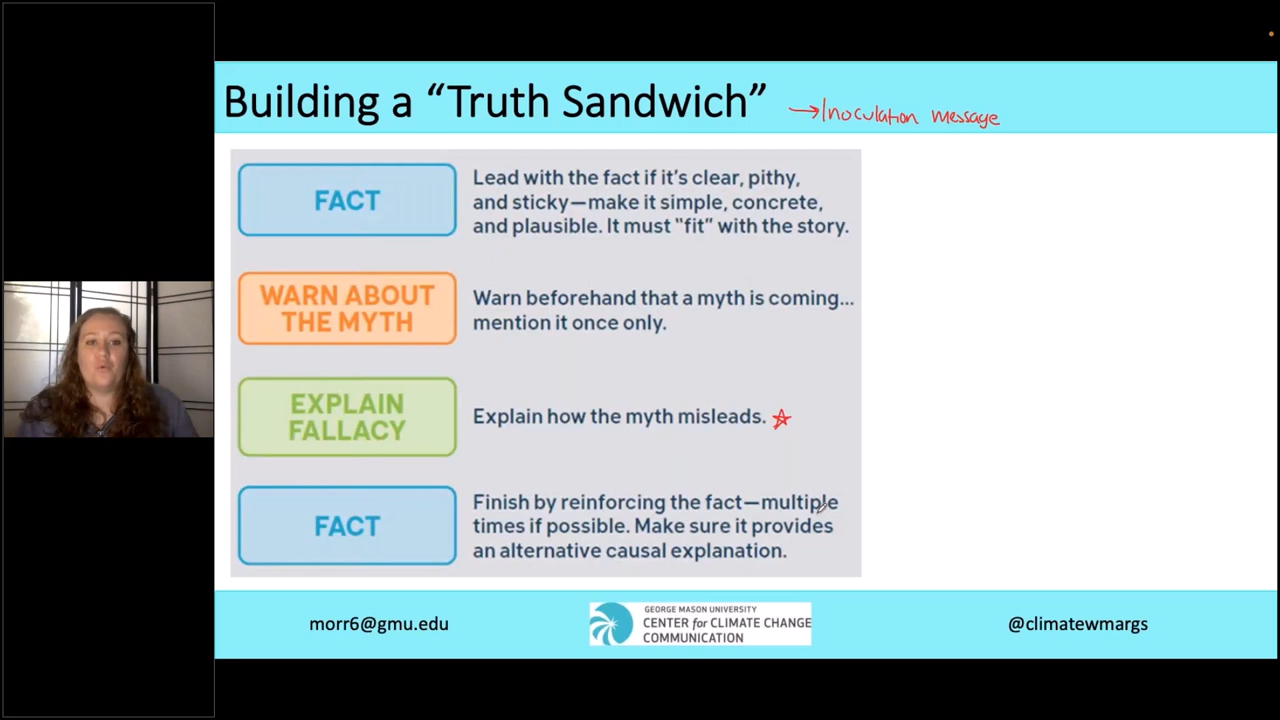 Building a “Truth Sandwich” →Inoculation message
FACT
Lead with the fact if it’s clear, pithy,
and sticky—make it simple, concrete,
and plausible. It must “fit” with the story.
WARN ABOUT
THE MYTH
Warn beforehand that a myth is coming...
mention it once only.
EXPLAIN
FALLACY
Explain how the myth misleads.
FACT
Finish by reinforcing the fact—multiple
times if possible. Make sure it provides
an alternative causal explanation.
morr6@gmu.edu
GEORGE MASON UNIVERSITY
CENTER for CLIMATE CHANGE
COMMUNICATION
@climatewmargs